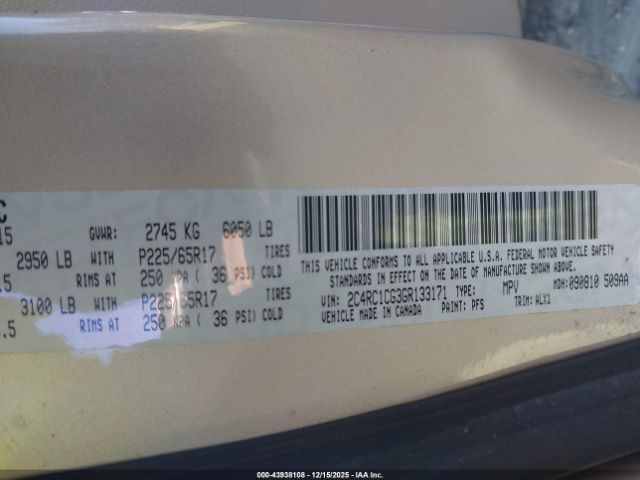 C
15 GVWR: 2745 KG 6050 LB
2950 LB WITH P225/65R17 TIRES
.5 RIMS AT 250 KPA ( 36 PSI) COLD
3100 LB WITH P225/65R17 TIRES
.5 RIMS AT 250 KPA ( 36 PSI) COLD
THIS VEHICLE CONFORMS TO ALL APPLICABLE U.S.A. FEDERAL MOTOR VEHICLE SAFETY
STANDARDS IN EFFECT ON THE DATE OF MANUFACTURE SHOWN ABOVE.
VIN: 2C4RC1CG3GR133171 TYPE: MPV MDH: 090810 509AA
VEHICLE MADE IN CANADA PAINT: PFS TRIM: ALX1
000-43938108 - 12/15/2025 - IAA Inc.